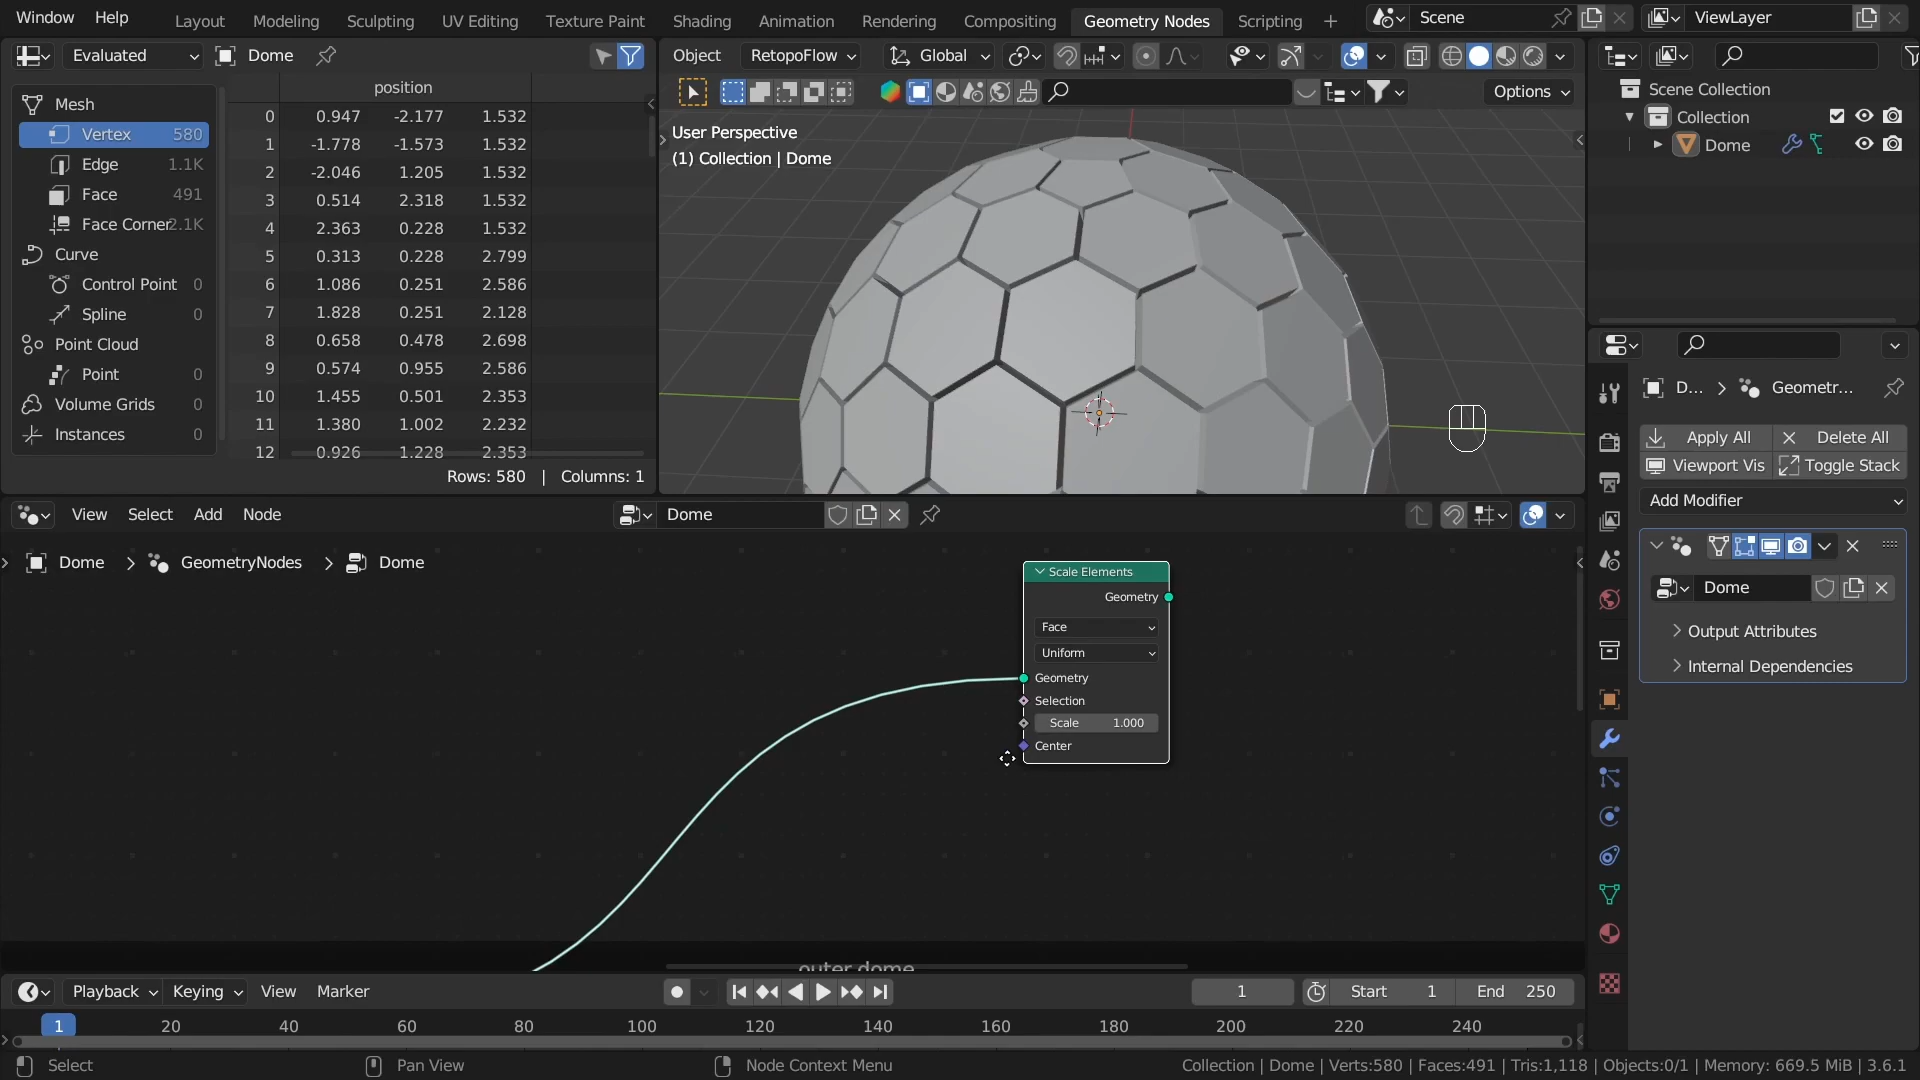 Window Help Layout Modeling Sculpting UV Editing Texture Paint Shading Animation Rendering Compositing Geometry Nodes Scripting Scene ViewLayer
Evaluated Dome
position
Mesh
Vertex 580
Edge 1.1K
Face 491
Face Corner 2.1K
Curve
Control Point 0
Spline 0
Point Cloud
Point 0
Volume Grids 0
Instances 0
0 0.947 -2.177 1.532
1 -1.778 -1.573 1.532
2 -2.046 1.205 1.532
3 0.514 2.318 1.532
4 2.363 0.228 1.532
5 0.313 0.228 2.799
6 1.086 0.251 2.586
7 1.828 0.251 2.128
8 0.658 0.478 2.698
9 0.574 0.955 2.586
10 1.455 0.501 2.353
11 1.380 1.002 2.232
12 0.926 1.228 2.353
Rows: 580 | Columns: 1
Object RetopoFlow Global
Options
User Perspective
(1) Collection | Dome
Scene Collection
Collection
Dome
D... Geometr...
Apply All Delete All
Viewport Vis Toggle Stack
Add Modifier
Dome
Output Attributes
Internal Dependencies
View Select Add Node Dome
Dome GeometryNodes Dome
Scale Elements
Geometry
Face
Uniform
Geometry
Selection
Scale 1.000
Center
outer dome
Playback Keying View Marker 1 Start 1 End 250
1 20 40 60 80 100 120 140 160 180 200 220 240
Select Pan View Node Context Menu Collection | Dome | Verts:580 | Faces:491 | Tris:1,118 | Objects:0/1 | Memory: 669.5 MiB | 3.6.1